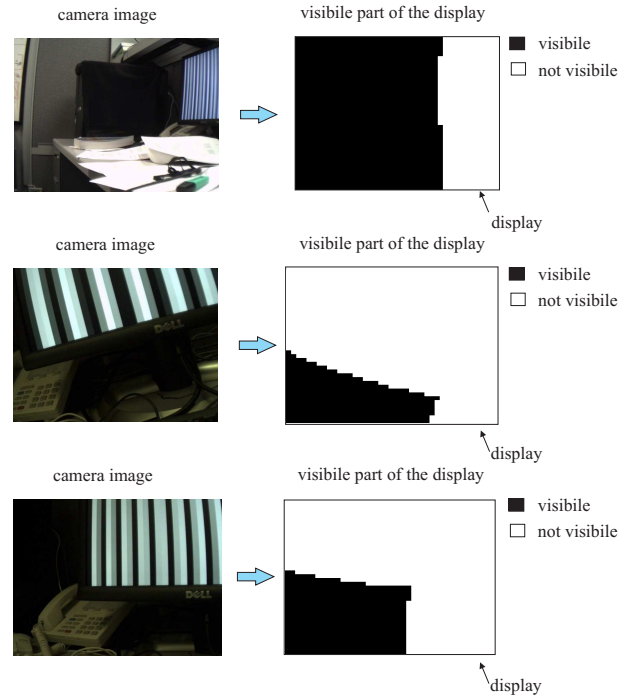 camera image
visibile part of the display
visibile
not visibile
display
camera image
visibile part of the display
DELL
visibile
not visibile
display
camera image
visibile part of the display
DELL
visibile
not visibile
display